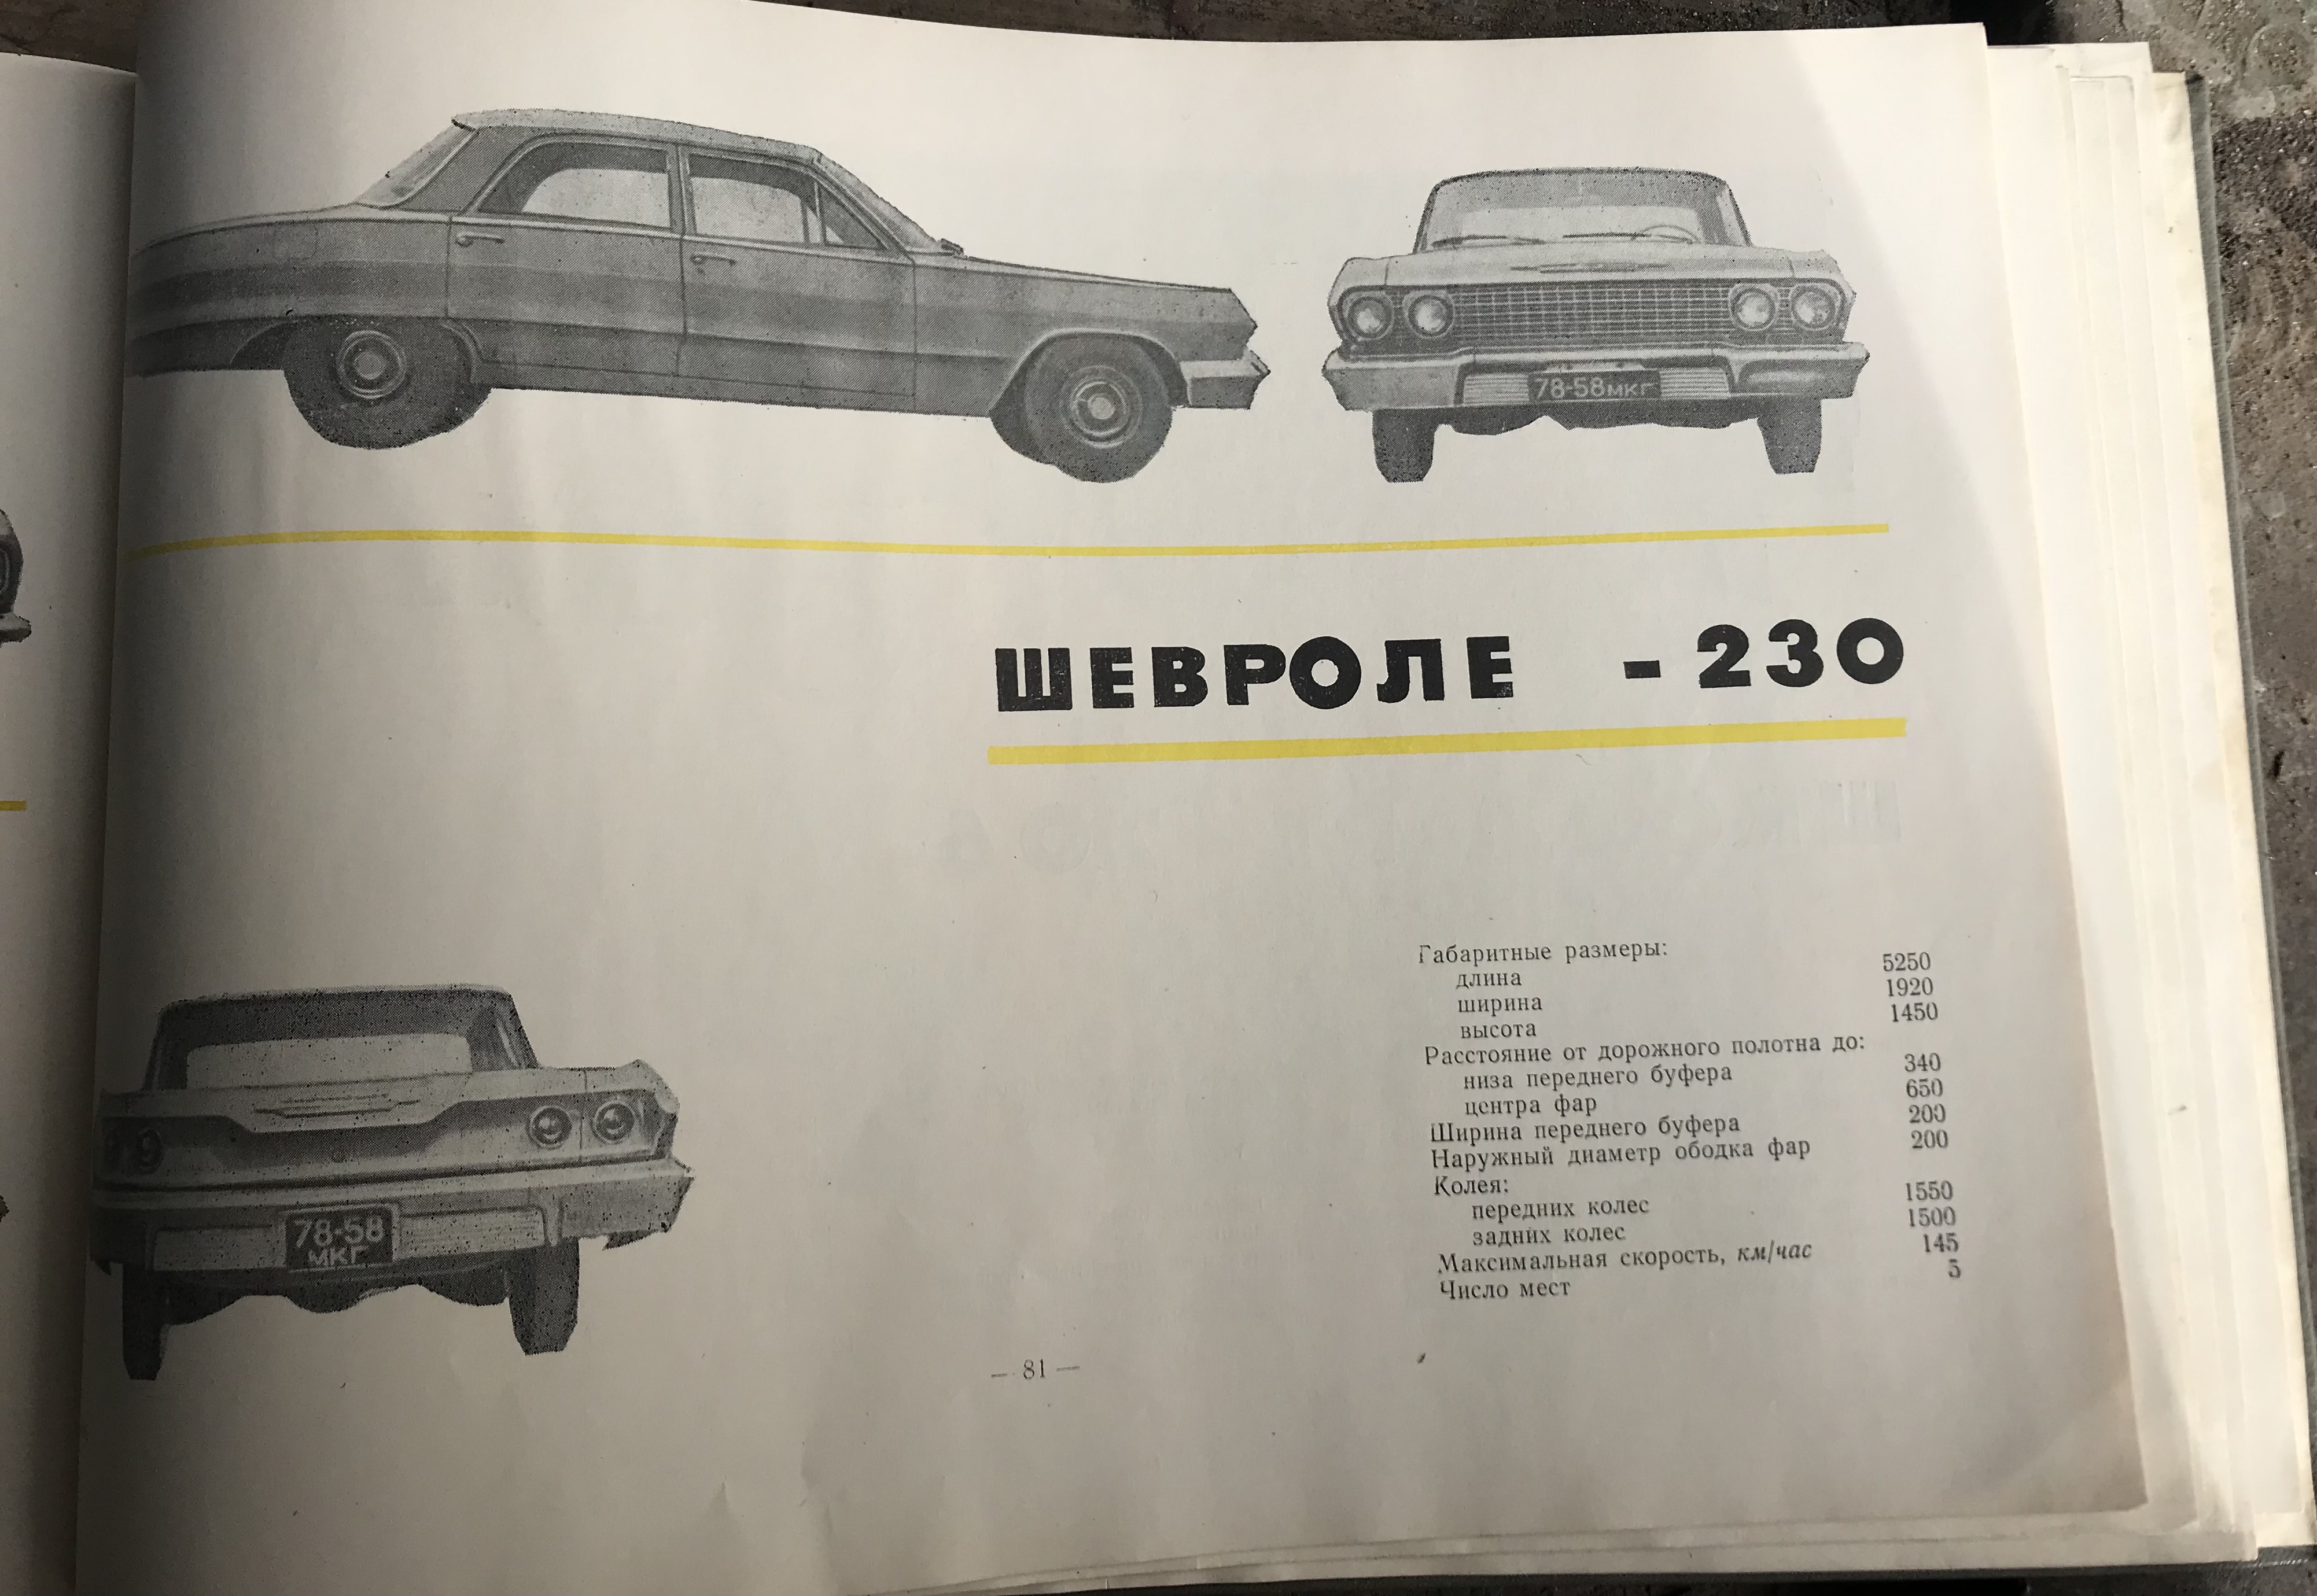 78-58мкг
ШЕВРОЛЕ -230
Габаритные размеры:
длина 5250
ширина 1920
высота 1450
Расстояние от дорожного полотна до:
низа переднего буфера 340
центра фар 650
Ширина переднего буфера 200
Наружный диаметр ободка фар 200
Колея:
передних колес 1550
задних колес 1500
Максимальная скорость, км/час 145
Число мест 5
78-58
МКГ
— 81 —